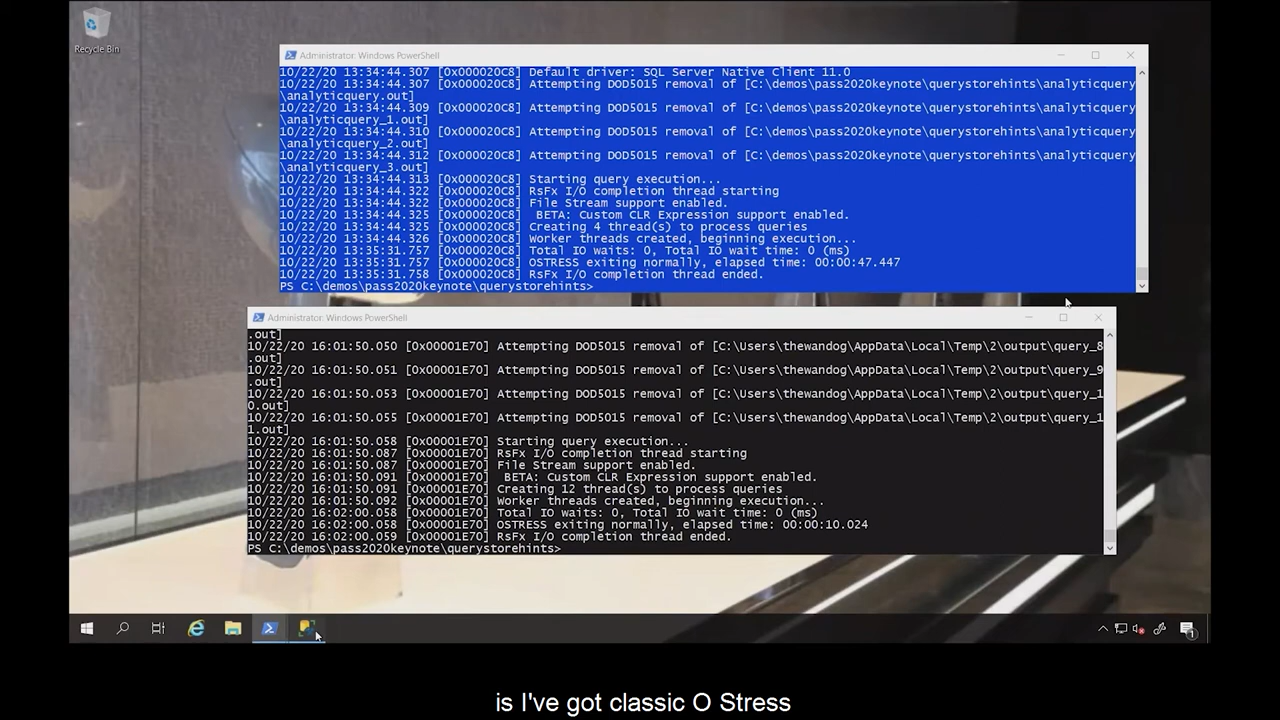 Recycle Bin
Administrator: Windows PowerShell
10/22/20 13:34:44.307 [0x000020C8] Default driver: SQL Server Native Client 11.0
10/22/20 13:34:44.307 [0x000020C8] Attempting DOD5015 removal of [C:\demos\pass2020keynote\querystorehints\analyticquery
\analyticquery.out]
10/22/20 13:34:44.309 [0x000020C8] Attempting DOD5015 removal of [C:\demos\pass2020keynote\querystorehints\analyticquery
\analyticquery_1.out]
10/22/20 13:34:44.310 [0x000020C8] Attempting DOD5015 removal of [C:\demos\pass2020keynote\querystorehints\analyticquery
\analyticquery_2.out]
10/22/20 13:34:44.312 [0x000020C8] Attempting DOD5015 removal of [C:\demos\pass2020keynote\querystorehints\analyticquery
\analyticquery_3.out]
10/22/20 13:34:44.313 [0x000020C8] Starting query execution...
10/22/20 13:34:44.322 [0x000020C8] RsFx I/O completion thread starting
10/22/20 13:34:44.322 [0x000020C8] File Stream support enabled.
10/22/20 13:34:44.325 [0x000020C8]  BETA: Custom CLR Expression support enabled.
10/22/20 13:34:44.325 [0x000020C8] Creating 4 thread(s) to process queries
10/22/20 13:34:44.326 [0x000020C8] Worker threads created, beginning execution...
10/22/20 13:35:31.757 [0x000020C8] Total IO waits: 0, Total IO wait time: 0 (ms)
10/22/20 13:35:31.757 [0x000020C8] OSTRESS exiting normally, elapsed time: 00:00:47.447
10/22/20 13:35:31.758 [0x000020C8] RsFx I/O completion thread ended.
PS C:\demos\pass2020keynote\querystorehints>
Administrator: Windows PowerShell
.out]
10/22/20 16:01:50.050 [0x00001E70] Attempting DOD5015 removal of [C:\Users\thewandog\AppData\Local\Temp\2\output\query_8
.out]
10/22/20 16:01:50.051 [0x00001E70] Attempting DOD5015 removal of [C:\Users\thewandog\AppData\Local\Temp\2\output\query_9
.out]
10/22/20 16:01:50.053 [0x00001E70] Attempting DOD5015 removal of [C:\Users\thewandog\AppData\Local\Temp\2\output\query_1
0.out]
10/22/20 16:01:50.055 [0x00001E70] Attempting DOD5015 removal of [C:\Users\thewandog\AppData\Local\Temp\2\output\query_1
1.out]
10/22/20 16:01:50.058 [0x00001E70] Starting query execution...
10/22/20 16:01:50.087 [0x00001E70] RsFx I/O completion thread starting
10/22/20 16:01:50.087 [0x00001E70] File Stream support enabled.
10/22/20 16:01:50.091 [0x00001E70]  BETA: Custom CLR Expression support enabled.
10/22/20 16:01:50.091 [0x00001E70] Creating 12 thread(s) to process queries
10/22/20 16:01:50.092 [0x00001E70] Worker threads created, beginning execution...
10/22/20 16:02:00.058 [0x00001E70] Total IO waits: 0, Total IO wait time: 0 (ms)
10/22/20 16:02:00.058 [0x00001E70] OSTRESS exiting normally, elapsed time: 00:00:10.024
10/22/20 16:02:00.059 [0x00001E70] RsFx I/O completion thread ended.
PS C:\demos\pass2020keynote\querystorehints>
1
is I've got classic O Stress